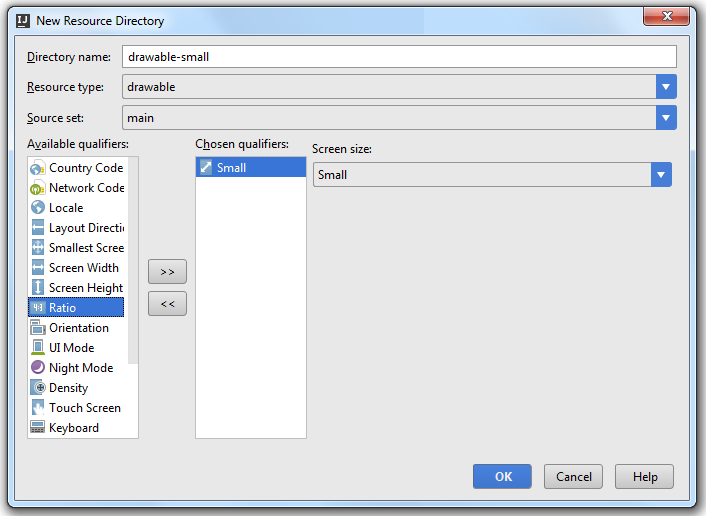 IJ New Resource Directory
Directory name: drawable-small
Resource type: drawable
Source set: main
Available qualifiers:
Country Code
Network Code
Locale
Layout Directi
Smallest Scree
Screen Width
Screen Height
4:3 Ratio
Orientation
UI Mode
Night Mode
Density
Touch Screen
Keyboard
>>
<<
Chosen qualifiers:
Small
Screen size:
Small
OK Cancel Help